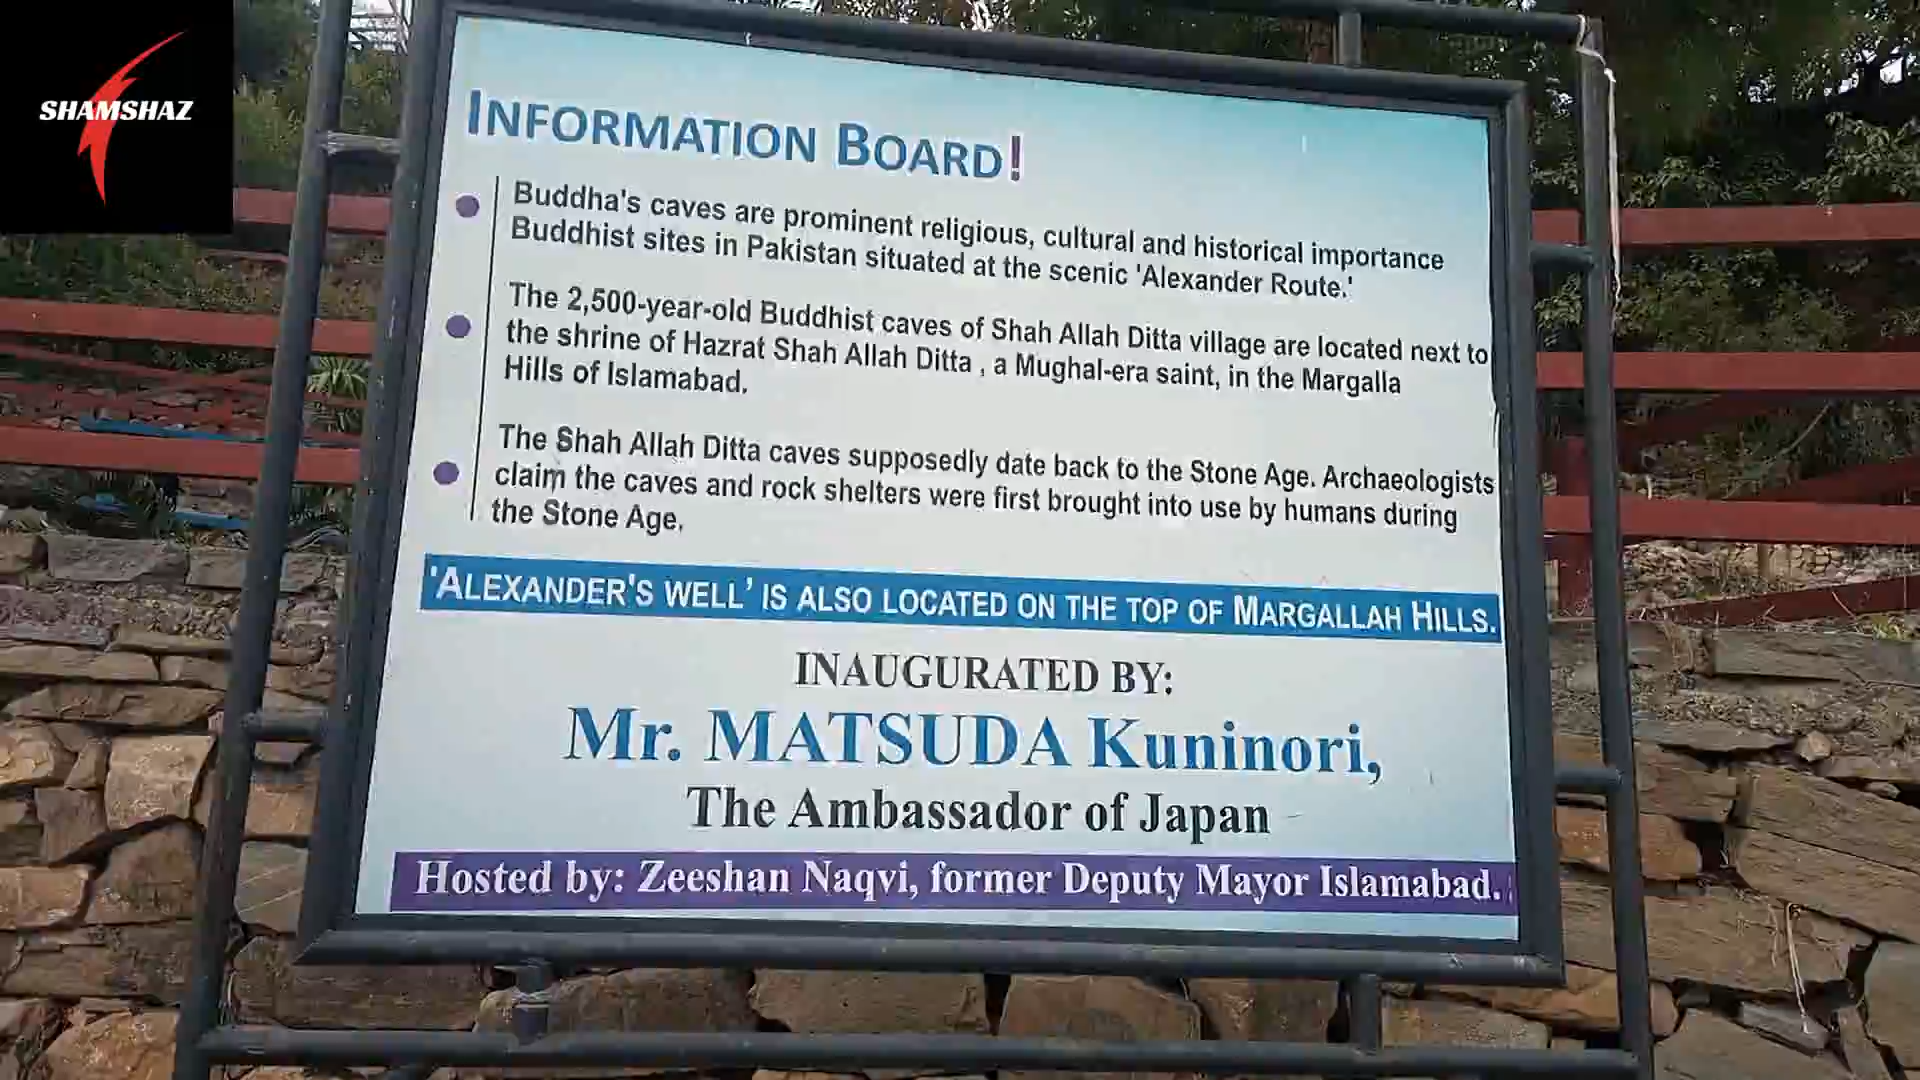 SHAMSHAZ
INFORMATION BOARD!
Buddha's caves are prominent religious, cultural and historical importance
Buddhist sites in Pakistan situated at the scenic 'Alexander Route.'
The 2,500-year-old Buddhist caves of Shah Allah Ditta village are located next to
the shrine of Hazrat Shah Allah Ditta , a Mughal-era saint, in the Margalla
Hills of Islamabad.
The Shah Allah Ditta caves supposedly date back to the Stone Age. Archaeologists
claim the caves and rock shelters were first brought into use by humans during
the Stone Age.
'ALEXANDER'S WELL' IS ALSO LOCATED ON THE TOP OF MARGALLAH HILLS.
INAUGURATED BY:
Mr. MATSUDA Kuninori,
The Ambassador of Japan
Hosted by: Zeeshan Naqvi, former Deputy Mayor Islamabad.